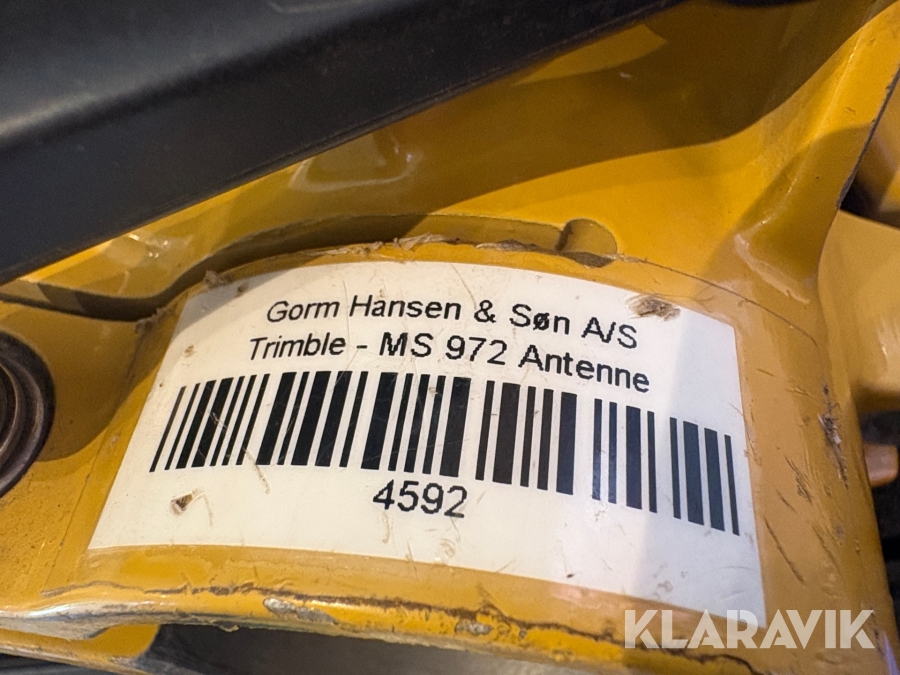 Gorm Hansen & Søn A/S
Trimble - MS 972 Antenne
4592
KLARAVIK